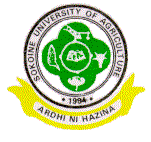 SOKOINE UNIVERSITY OF AGRICULTURE
• 1984 •
ARDHI NI HAZINA